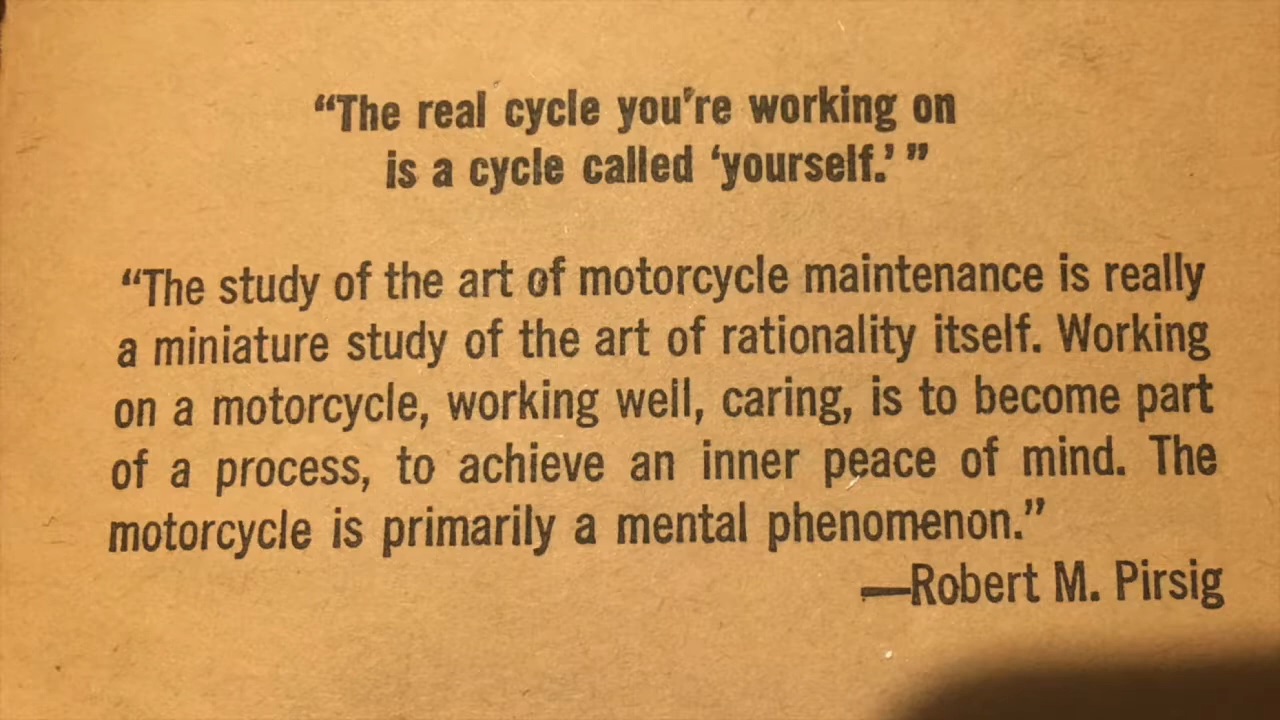 “The real cycle you’re working on
is a cycle called ‘yourself.’ ”
“The study of the art of motorcycle maintenance is really
a miniature study of the art of rationality itself. Working
on a motorcycle, working well, caring, is to become part
of a process, to achieve an inner peace of mind. The
motorcycle is primarily a mental phenomenon.”
—Robert M. Pirsig